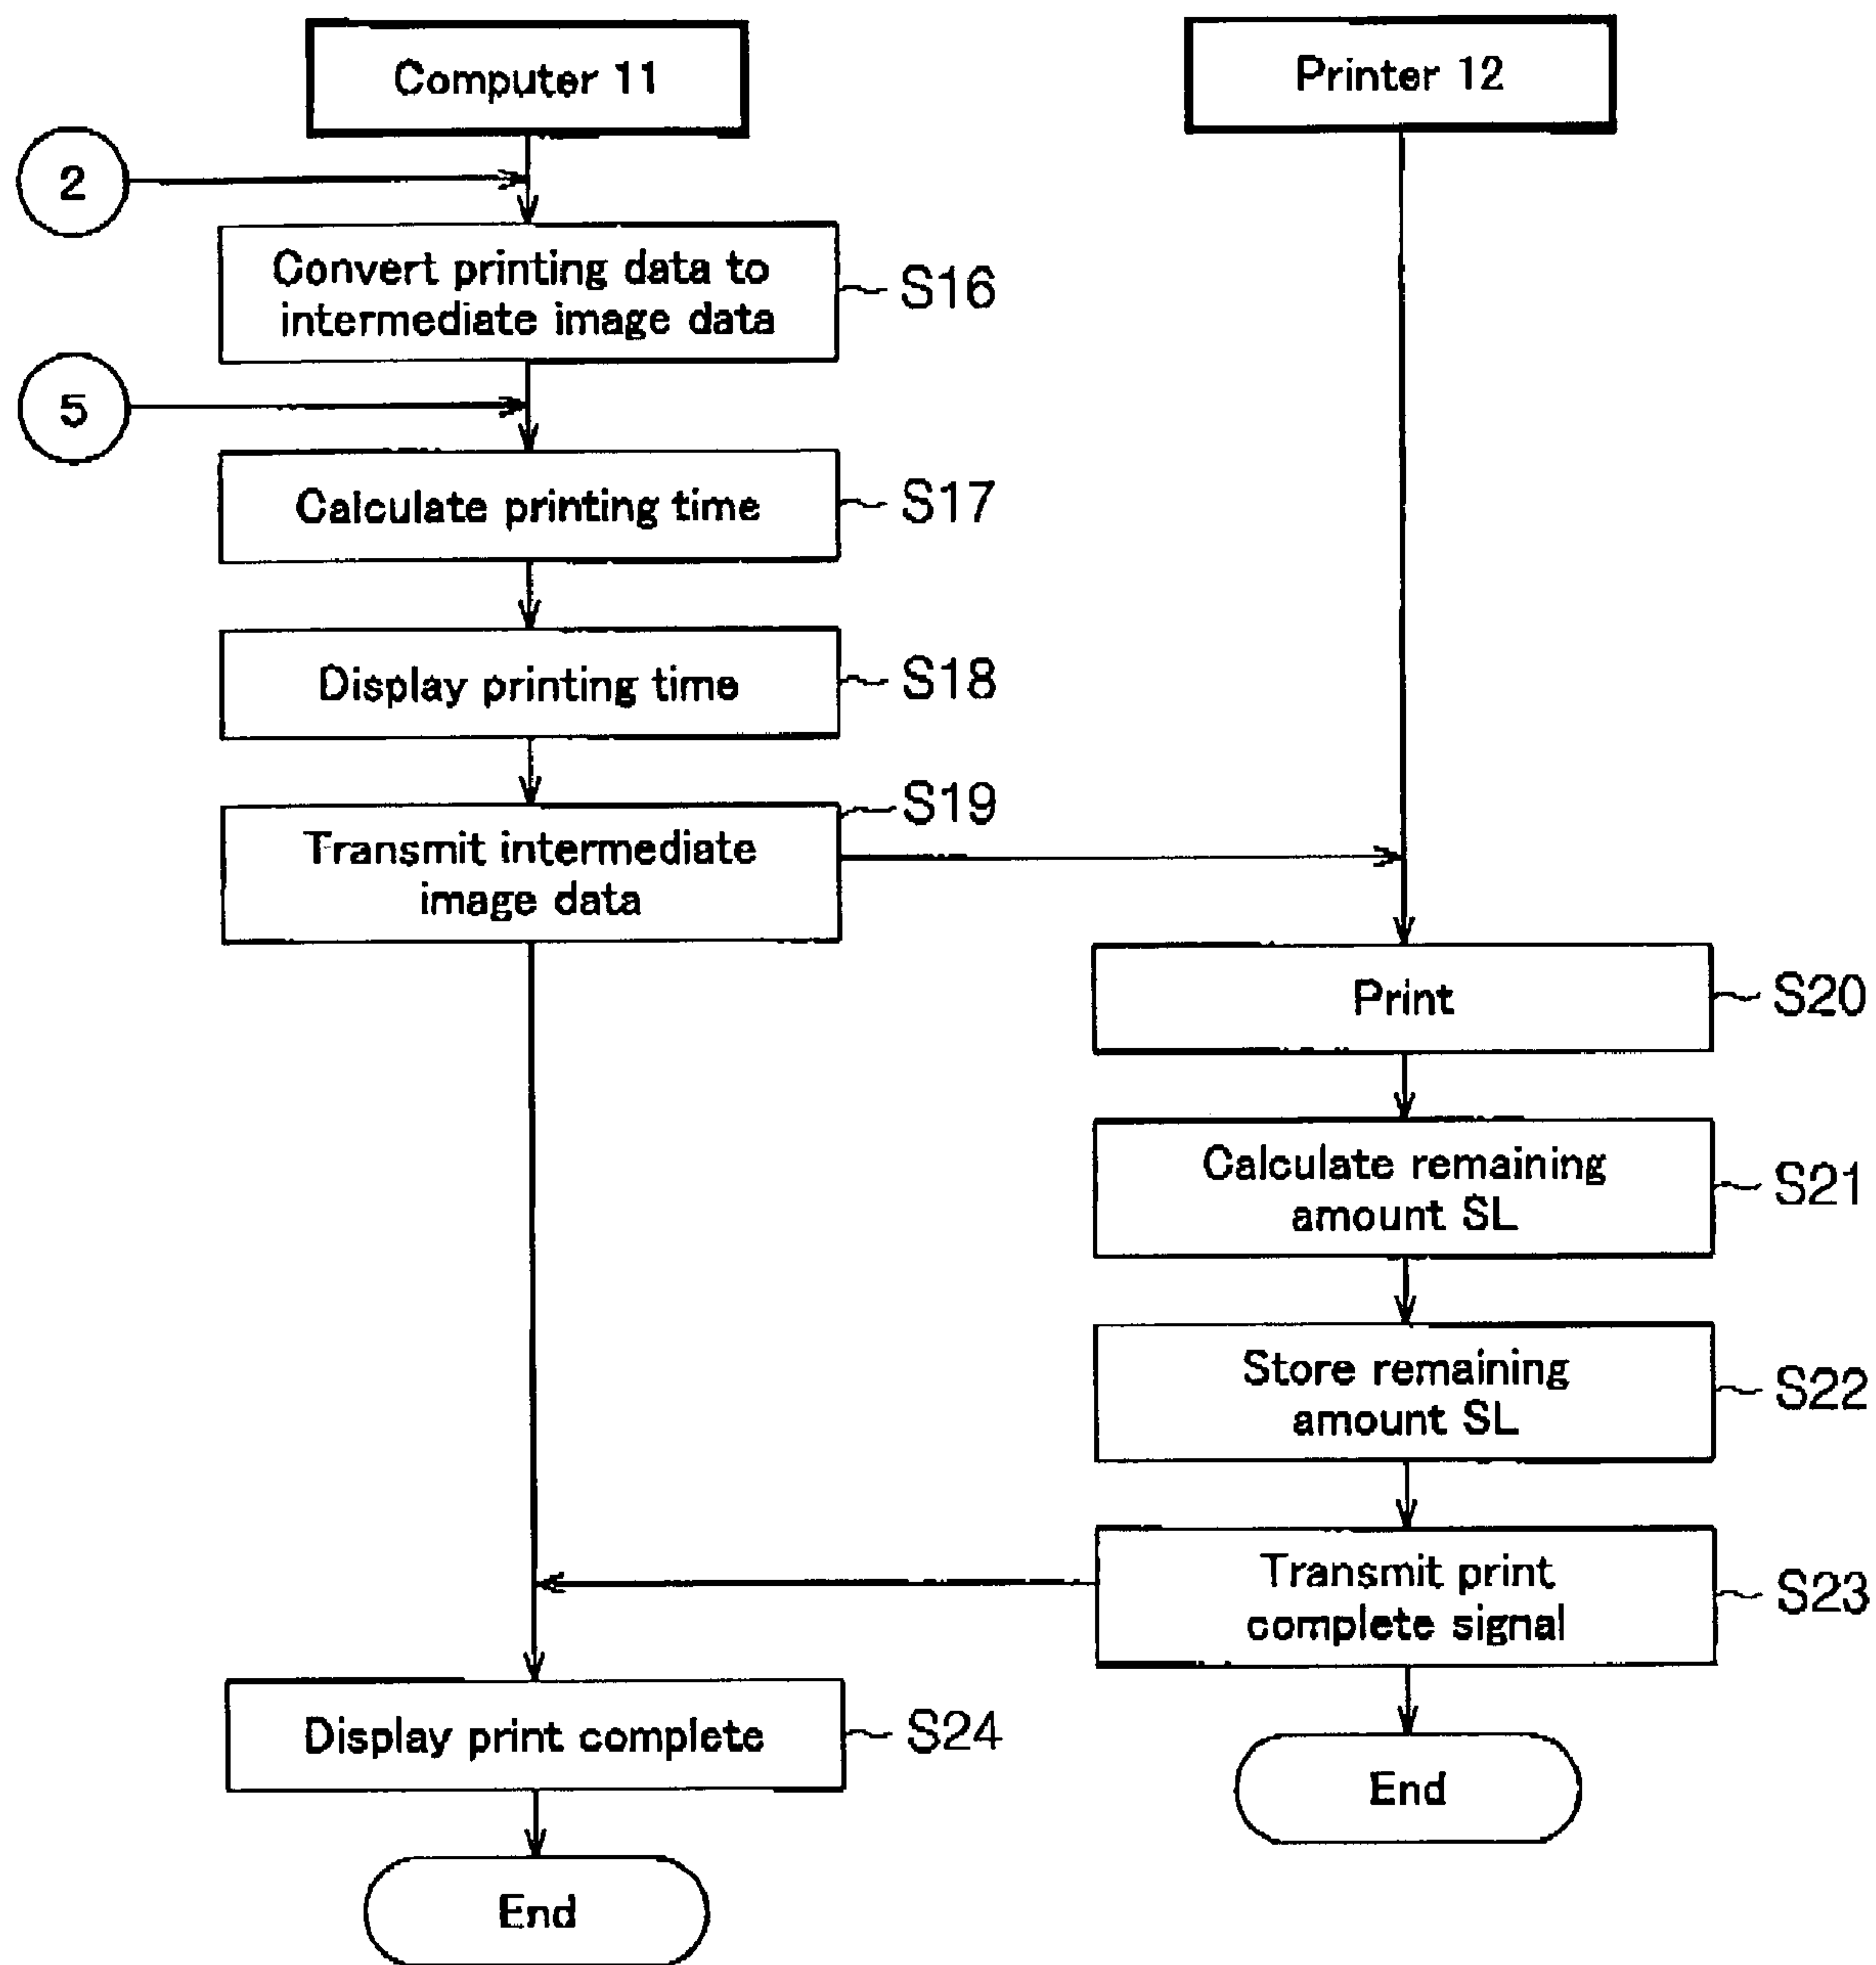 Computer 11
Printer 12
2
Convert printing data to
intermediate image data
S16
5
Calculate printing time
S17
Display printing time
S18
Transmit intermediate
image data
S19
Print
S20
Calculate remaining
amount SL
S21
Store remaining
amount SL
S22
Transmit print
complete signal
S23
Display print complete
S24
End
End